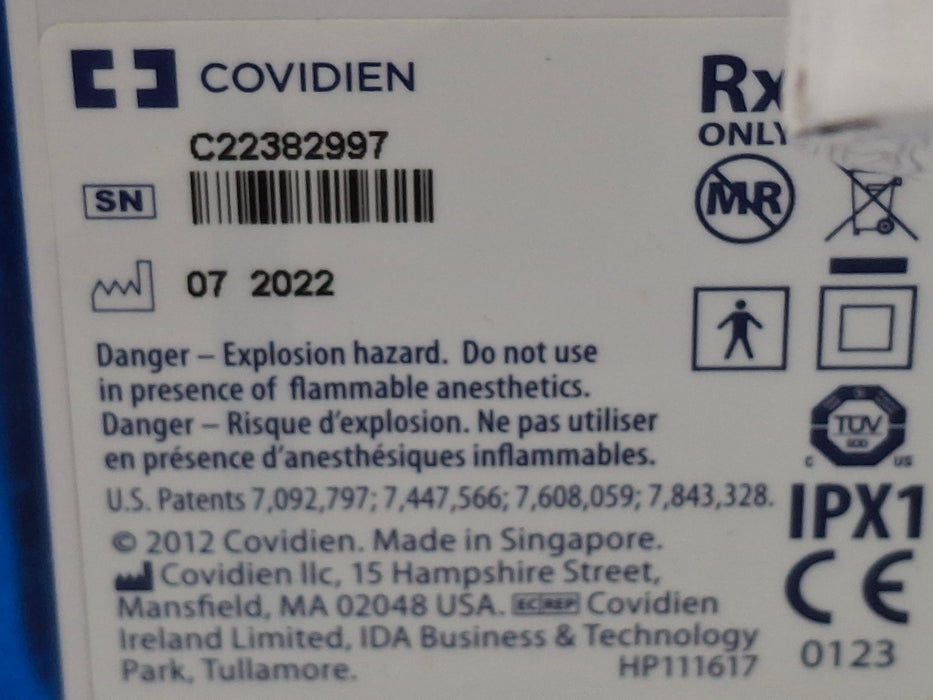 COVIDIEN
Rx
ONLY
C22382997
SN
MR
07 2022
Danger – Explosion hazard. Do not use
in presence of flammable anesthetics.
Danger – Risque d'explosion. Ne pas utiliser
en présence d'anesthésiques inflammables.
TÜV
C US
U.S. Patents 7,092,797; 7,447,566; 7,608,059; 7,843,328.
IPX1
© 2012 Covidien. Made in Singapore.
Covidien llc, 15 Hampshire Street,
Mansfield, MA 02048 USA. EC REP Covidien
Ireland Limited, IDA Business & Technology
Park, Tullamore. HP111617
CE
0123